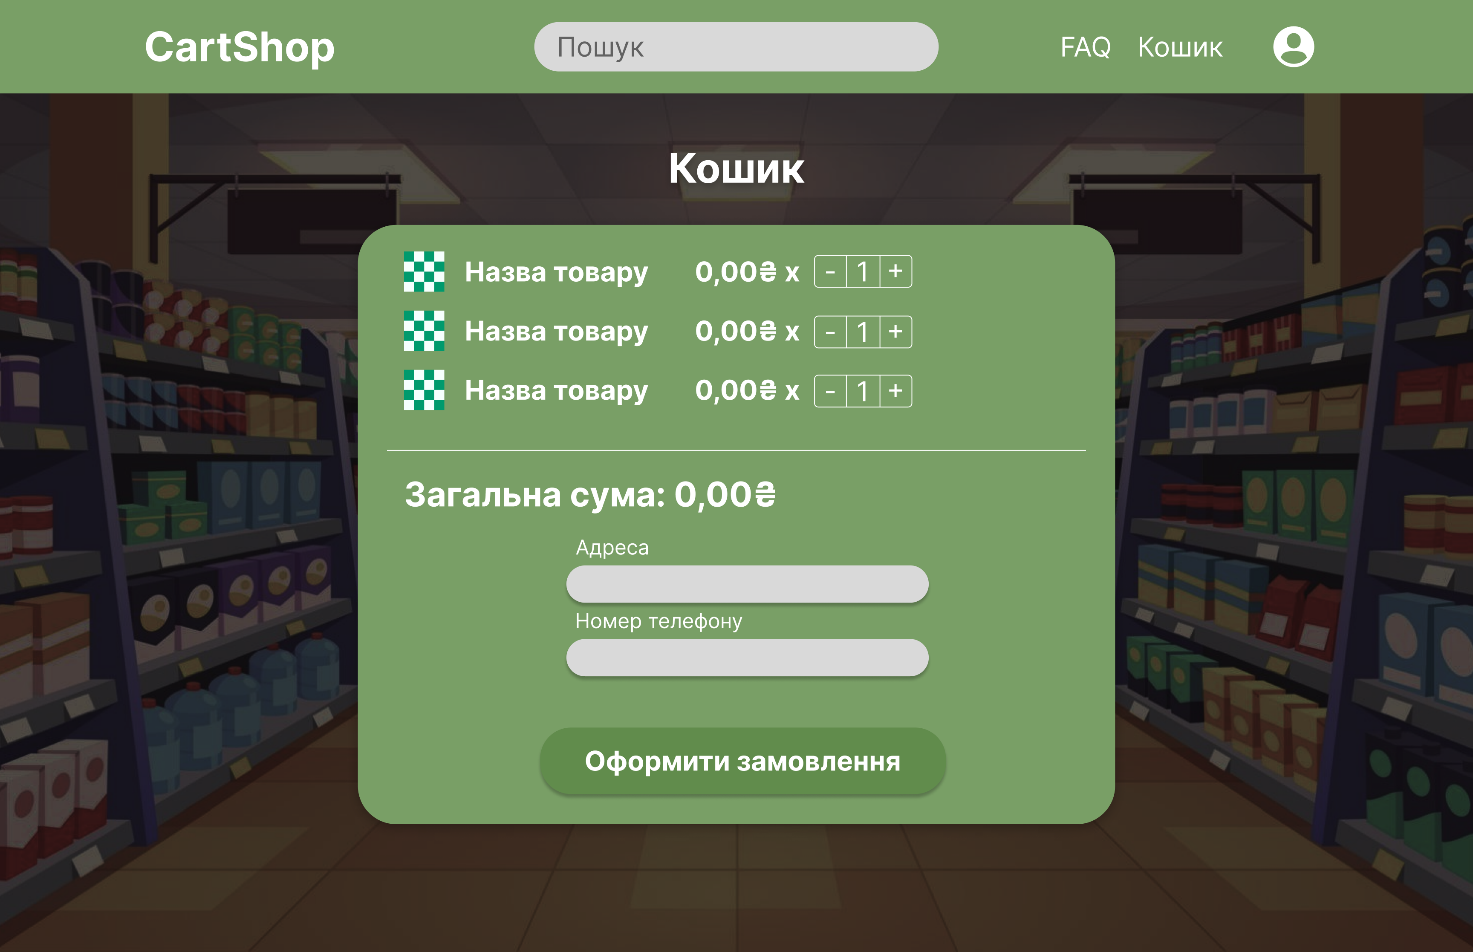 CartShop
Пошук
FAQ Кошик
Кошик
Назва товару 0,00₴ x - 1 +
Назва товару 0,00₴ x - 1 +
Назва товару 0,00₴ x - 1 +
Загальна сума: 0,00₴
Адреса
Номер телефону
Оформити замовлення